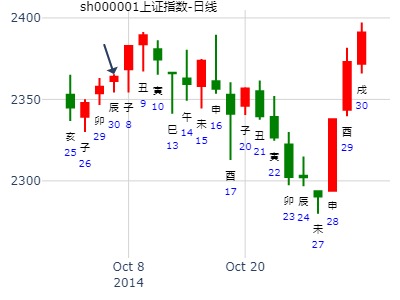 sh000001上证指数-日线
2400
2350
2300
亥
25
子
26
卯
29
辰
30
子
8
丑
9
寅
10
巳
13
午
14
未
15
申
16
酉
17
子
20
丑
21
寅
22
卯
23
辰
24
未
27
申
28
酉
29
戌
30
Oct 8
2014
Oct 20